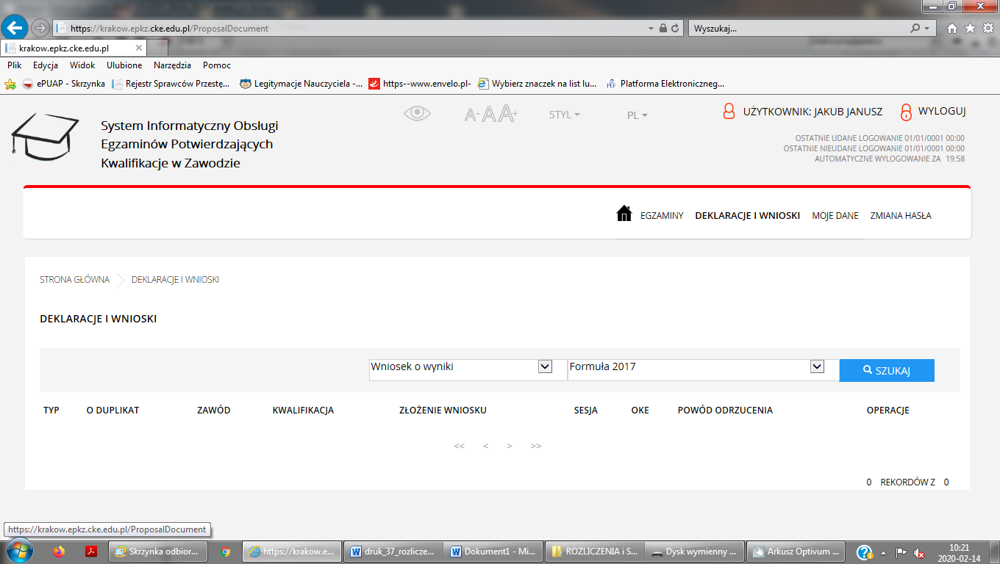 https://krakow.epkz.cke.edu.pl/ProposalDocument
Wyszukaj...
krakow.epkz.cke.edu.pl
Plik Edycja Widok Ulubione Narzędzia Pomoc
ePUAP - Skrzynka Rejestr Sprawców Przestę... Legitymacje Nauczyciela -... https--www.envelo.pl- Wybierz znaczek na list lu... Platforma Elektroniczneg...
System Informatyczny Obsługi
Egzaminów Potwierdzających
Kwalifikacje w Zawodzie
A- A A+ STYL PL
UŻYTKOWNIK: JAKUB JANUSZ WYLOGUJ
OSTATNIE UDANE LOGOWANIE 01/01/0001 00:00
OSTATNIE NIEUDANE LOGOWANIE 01/01/0001 00:00
AUTOMATYCZNE WYLOGOWANIE ZA 19:58
EGZAMINY DEKLARACJE I WNIOSKI MOJE DANE ZMIANA HASŁA
STRONA GŁÓWNA DEKLARACJE I WNIOSKI
DEKLARACJE I WNIOSKI
Wniosek o wyniki Formuła 2017 SZUKAJ
TYP O DUPLIKAT ZAWÓD KWALIFIKACJA ZŁOŻENIE WNIOSKU SESJA OKE POWÓD ODRZUCENIA OPERACJE
<< < > >>
0 REKORDÓW Z 0
https://krakow.epkz.cke.edu.pl/ProposalDocument
Skrzynka odbior... https://krakow.e... druk_37_rozlicze... Dokument1 - Mi... ROZLICZENIA i S... Dysk wymienny ... Arkusz Optivum ...
10:21
2020-02-14